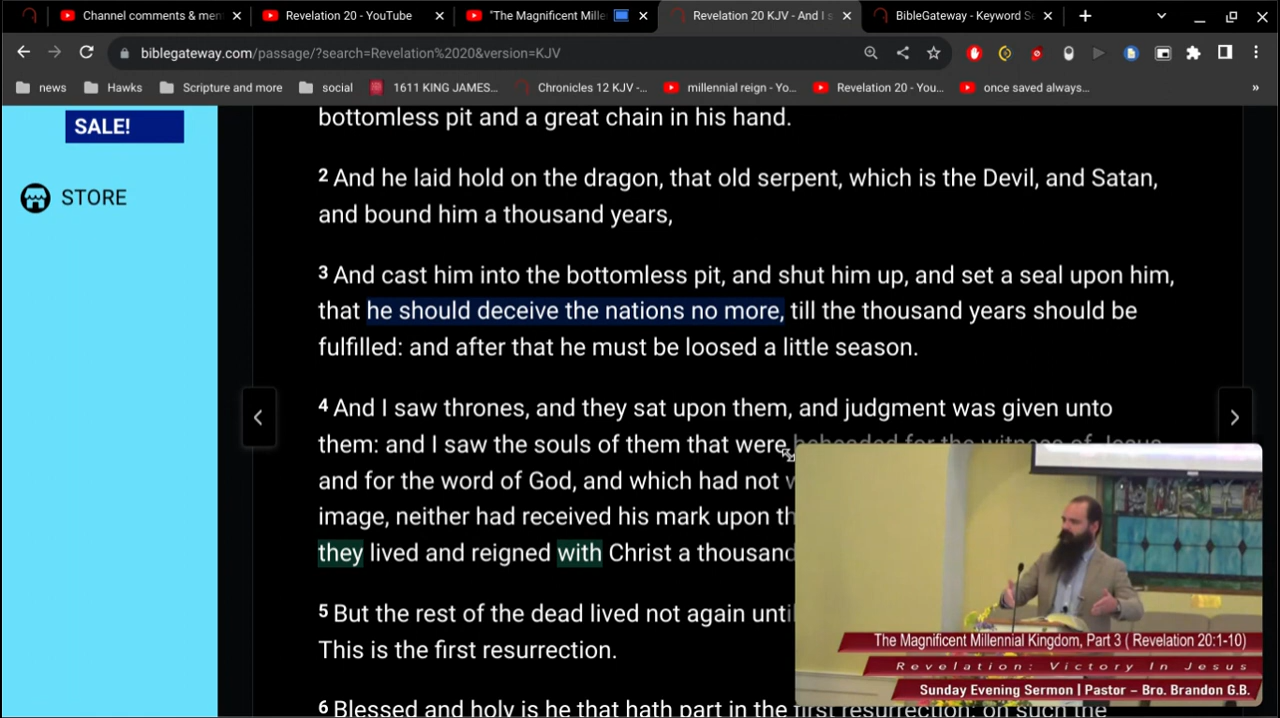 Channel comments & men
Revelation 20 - YouTube
"The Magnificent Mille
Revelation 20 KJV - And I s
BibleGateway - Keyword S
biblegateway.com/passage/?search=Revelation%2020&version=KJV
news
Hawks
Scripture and more
social
1611 KING JAMES...
Chronicles 12 KJV -...
millennial reign - Yo...
Revelation 20 - You...
once saved always...
»
SALE!
STORE
bottomless pit and a great chain in his hand.
2 And he laid hold on the dragon, that old serpent, which is the Devil, and Satan,
and bound him a thousand years,
3 And cast him into the bottomless pit, and shut him up, and set a seal upon him,
that he should deceive the nations no more, till the thousand years should be
fulfilled: and after that he must be loosed a little season.
4 And I saw thrones, and they sat upon them, and judgment was given unto
them: and I saw the souls of them that were beheaded for the witness of Jesus,
and for the word of God, and which had not
image, neither had received his mark upon th
they lived and reigned with Christ a thousand
5 But the rest of the dead lived not again unti
This is the first resurrection.
6 Blessed and holy is he that hath part in the first resurrection: on such the
The Magnificent Millennial Kingdom, Part 3 ( Revelation 20:1-10)
Revelation: Victory In Jesus
Sunday Evening Sermon | Pastor – Bro. Brandon G.B.